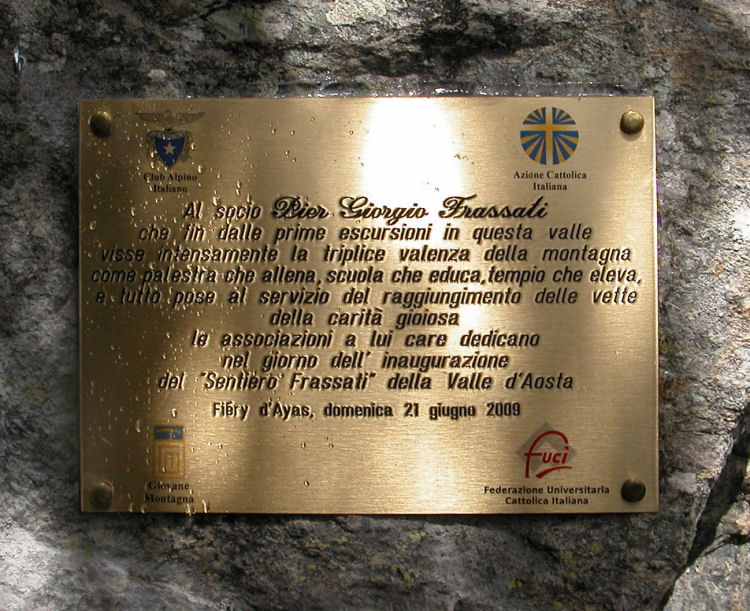 Club Alpino
Italiano
Azione Cattolica
Italiana
Al socio Pier Giorgio Frassati
che fin dalle prime escursioni in questa valle
visse intensamente la triplice valenza della montagna
come palestra che allena, scuola che educa, tempio che eleva,
e tutto pose al servizio del raggiungimento delle vette
della carità gioiosa
le associazioni a lui care dedicano
nel giorno dell' inaugurazione
del "Sentiero Frassati" della Valle d'Aosta
Fiéry d'Ayas, domenica 21 giugno 2009
Giovane
Montagna
Fuci
Federazione Universitaria
Cattolica Italiana